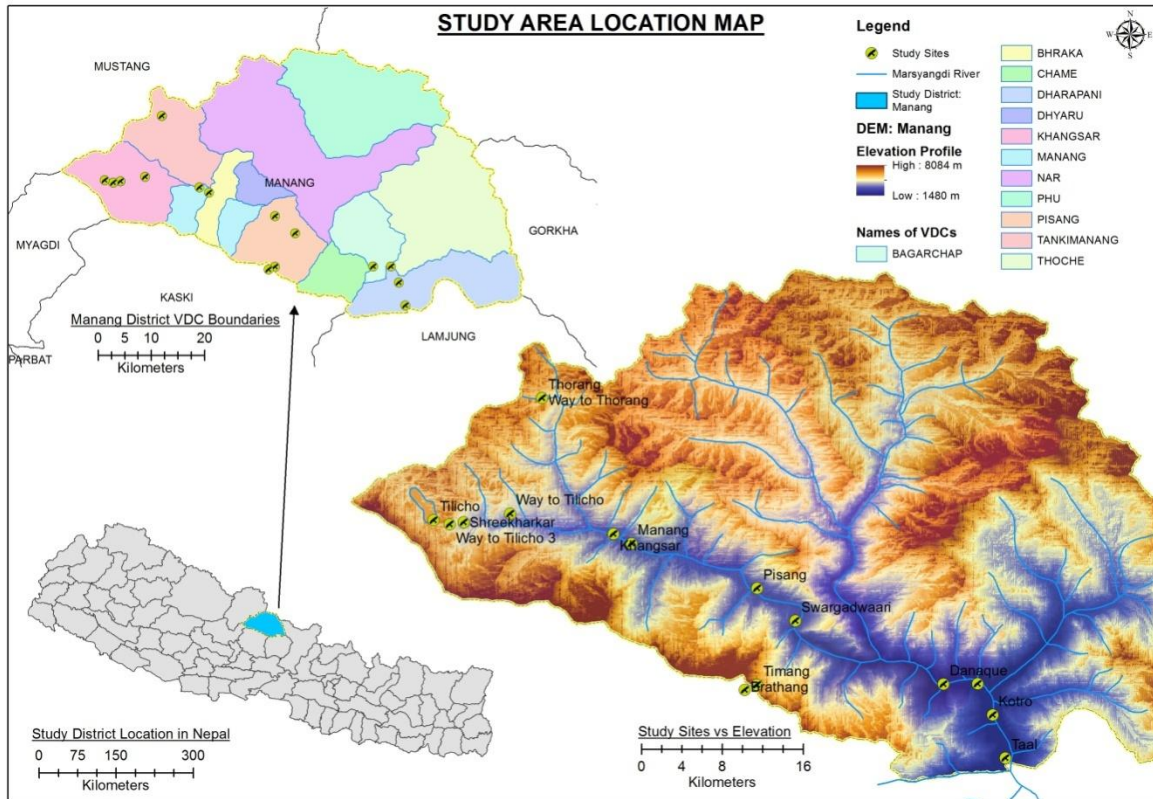 STUDY AREA LOCATION MAP
N
W E
S
Legend
Study Sites
Marsyangdi River
Study District:
Manang
DEM: Manang
Elevation Profile
High : 8084 m
Low : 1480 m
Names of VDCs
BAGARCHAP
BHRAKA
CHAME
DHARAPANI
DHYARU
KHANGSAR
MANANG
NAR
PHU
PISANG
TANKIMANANG
THOCHE
MUSTANG
MANANG
MYAGDI
GORKHA
KASKI
LAMJUNG
PARBAT
Manang District VDC Boundaries
0 5 10 20
Kilometers
Thorang
Way to Thorang
Tilicho
Way to Tilicho
Shreekharkar
Way to Tilicho 3
Manang
Khangsar
Pisang
Swargadwaari
Timang
Brathang
Danaque
Kotro
Taal
Study District Location in Nepal
0 75 150 300
Kilometers
Study Sites vs Elevation
0 4 8 16
Kilometers